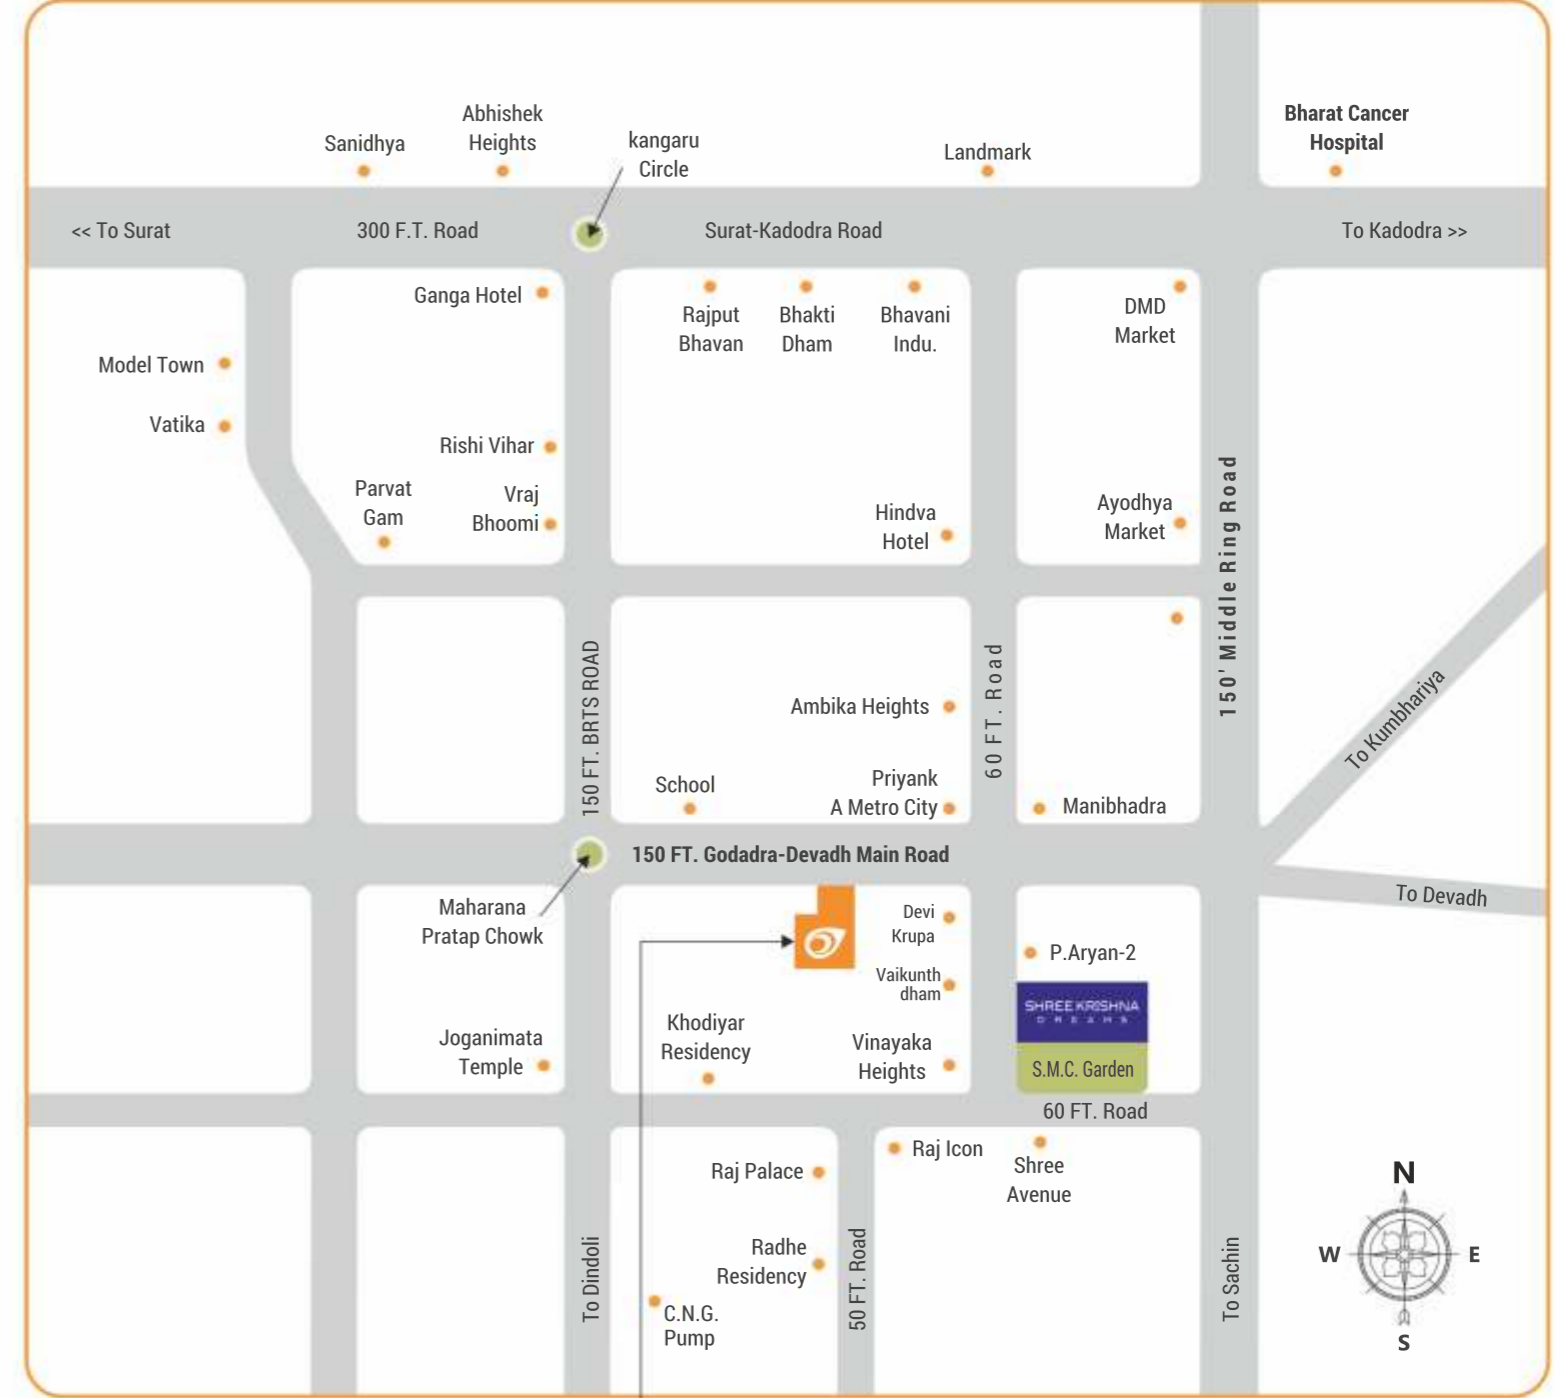 Abhishek
Heights
Sanidhya
kangaru
Circle
Landmark
Bharat Cancer
Hospital
<< To Surat
300 F.T. Road
Surat-Kadodra Road
To Kadodra >>
Ganga Hotel
Rajput
Bhavan
Bhakti
Dham
Bhavani
Indu.
DMD
Market
Model Town
Vatika
Rishi Vihar
Parvat
Gam
Vraj
Bhoomi
Hindva
Hotel
Ayodhya
Market
150' Middle Ring Road
150 FT. BRTS ROAD
60 FT. Road
Ambika Heights
To Kumbhariya
School
Priyank
A Metro City
Manibhadra
150 FT. Godadra-Devadh Main Road
To Devadh
Maharana
Pratap Chowk
Devi
Krupa
P.Aryan-2
Vaikunth
dham
SHREE KRISHNA
DREAMS
Joganimata
Temple
Khodiyar
Residency
Vinayaka
Heights
S.M.C. Garden
60 FT. Road
Raj Icon
Shree
Avenue
Raj Palace
Radhe
Residency
C.N.G.
Pump
To Dindoli
50 FT. Road
To Sachin
N
W
E
S